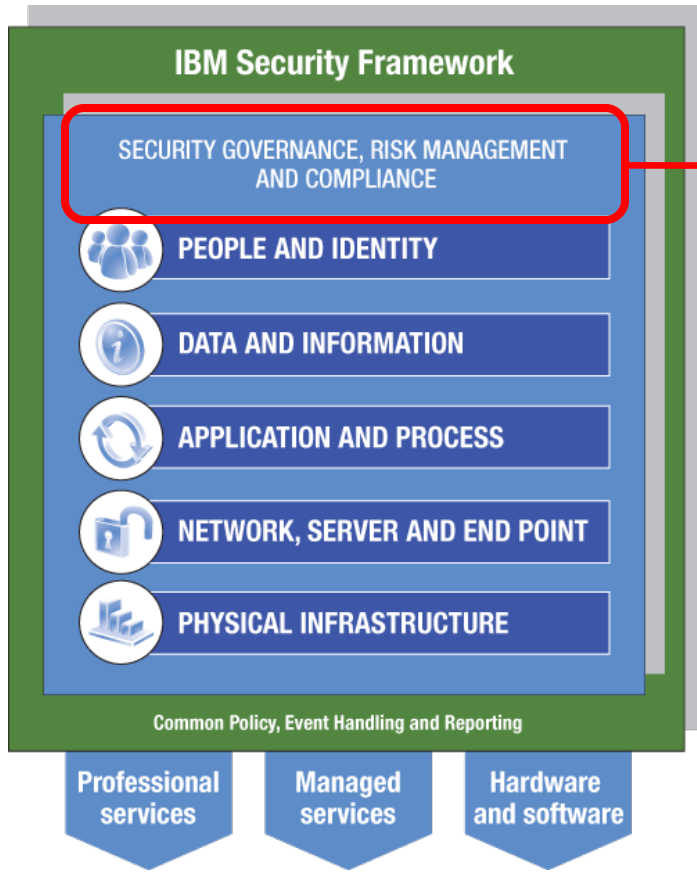 IBM Security Framework
SECURITY GOVERNANCE, RISK MANAGEMENT
AND COMPLIANCE
PEOPLE AND IDENTITY
DATA AND INFORMATION
APPLICATION AND PROCESS
NETWORK, SERVER AND END POINT
PHYSICAL INFRASTRUCTURE
Common Policy, Event Handling and Reporting
Professional
services
Managed
services
Hardware
and software